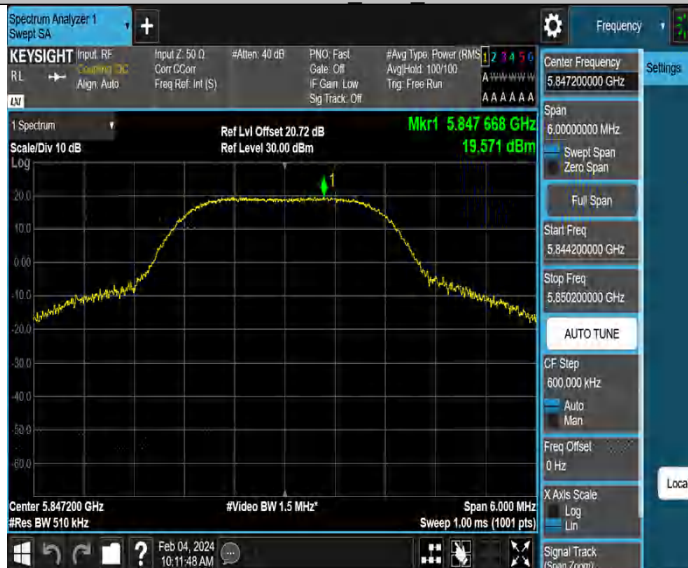 Spectrum Analyzer 1
Swept SA
+
Frequency
KEYSIGHT
RL
LXI
Input: RF
Coupling: DC
Align: Auto
Input Z: 50 Ω
Corr CCorr
Freq Ref: Int (S)
#Atten: 40 dB
PNO: Fast
Gate: Off
IF Gain: Low
Sig Track: Off
#Avg Type: Power (RMS
Avg|Hold: 100/100
Trig: Free Run
1 2 3 4 5 6
A W W W W W
A A A A A A
1 Spectrum
Scale/Div 10 dB
Log
Ref Lvl Offset 20.72 dB
Ref Level 30.00 dBm
Mkr1 5.847 668 GHz
19.571 dBm
1
20.0
10.0
0.00
-10.0
-20.0
-30.0
-40.0
-50.0
-60.0
Center 5.847200 GHz
#Res BW 510 kHz
#Video BW 1.5 MHz*
Span 6.000 MHz
Sweep 1.00 ms (1001 pts)
?
Feb 04, 2024
10:11:48 AM
Center Frequency
5.847200000 GHz
Span
6.00000000 MHz
Swept Span
Zero Span
Full Span
Start Freq
5.844200000 GHz
Stop Freq
5.850200000 GHz
AUTO TUNE
CF Step
600.000 kHz
Auto
Man
Freq Offset
0 Hz
X Axis Scale
Log
Lin
Signal Track
(Span Zoom)
Settings
Loca